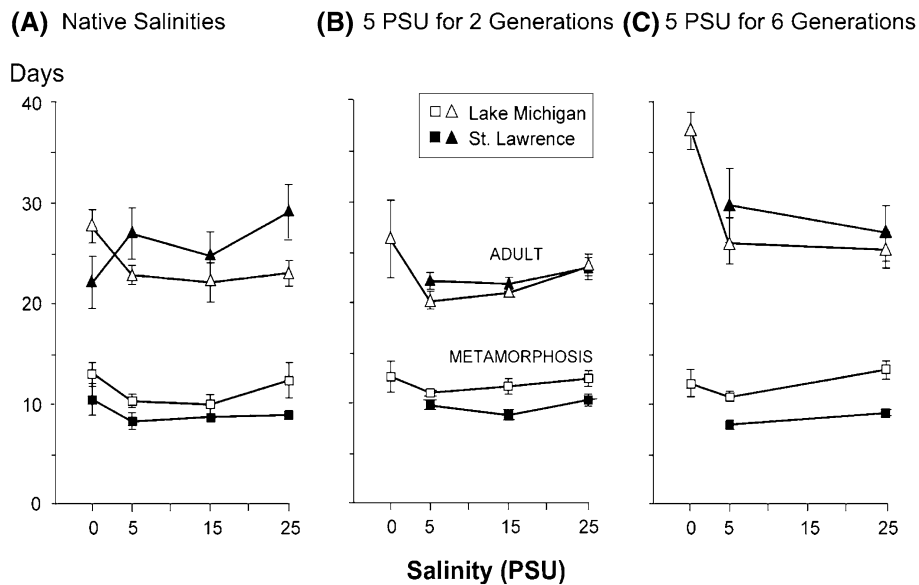 (A) Native Salinities
(B) 5 PSU for 2 Generations
(C) 5 PSU for 6 Generations
Days
40
30
20
10
0
Lake Michigan
St. Lawrence
ADULT
METAMORPHOSIS
0 5 15 25
0 5 15 25
0 5 15 25
Salinity (PSU)